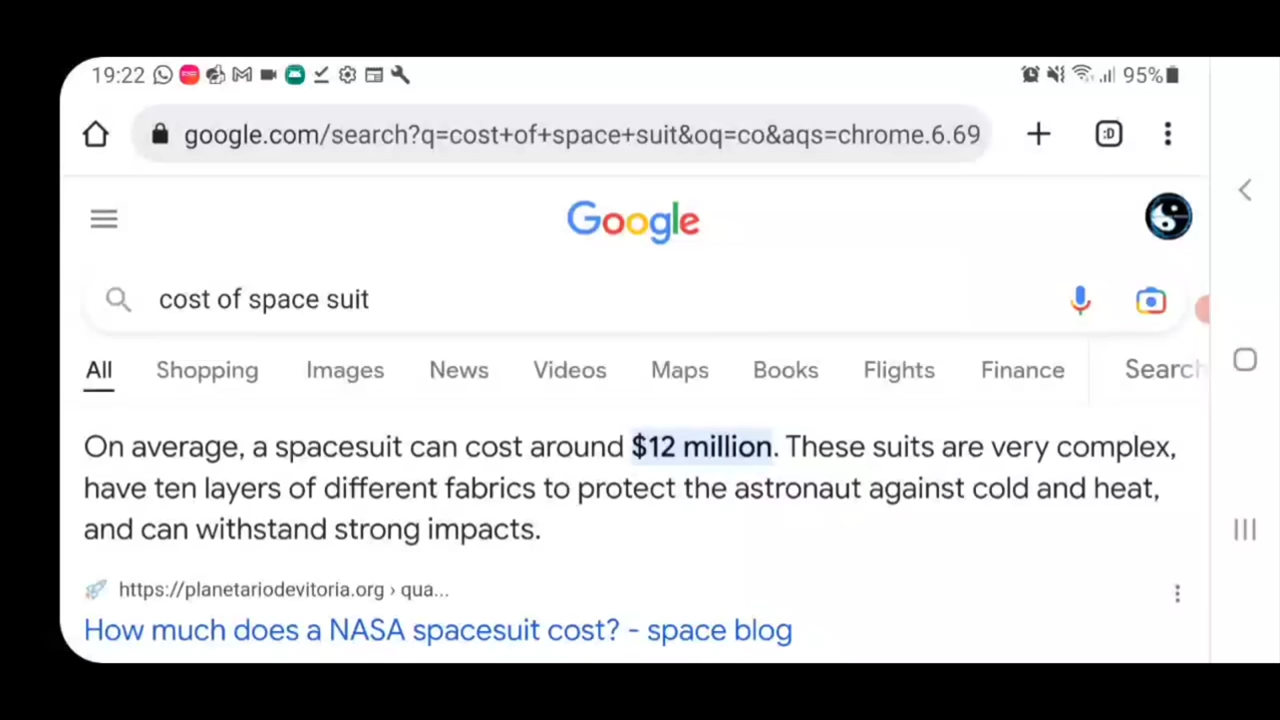 19:22 95%
google.com/search?q=cost+of+space+suit&oq=co&aqs=chrome.6.69
:D
Google
cost of space suit
All Shopping Images News Videos Maps Books Flights Finance Search
On average, a spacesuit can cost around $12 million. These suits are very complex,
have ten layers of different fabrics to protect the astronaut against cold and heat,
and can withstand strong impacts.
https://planetariodevitoria.org › qua...
How much does a NASA spacesuit cost? - space blog